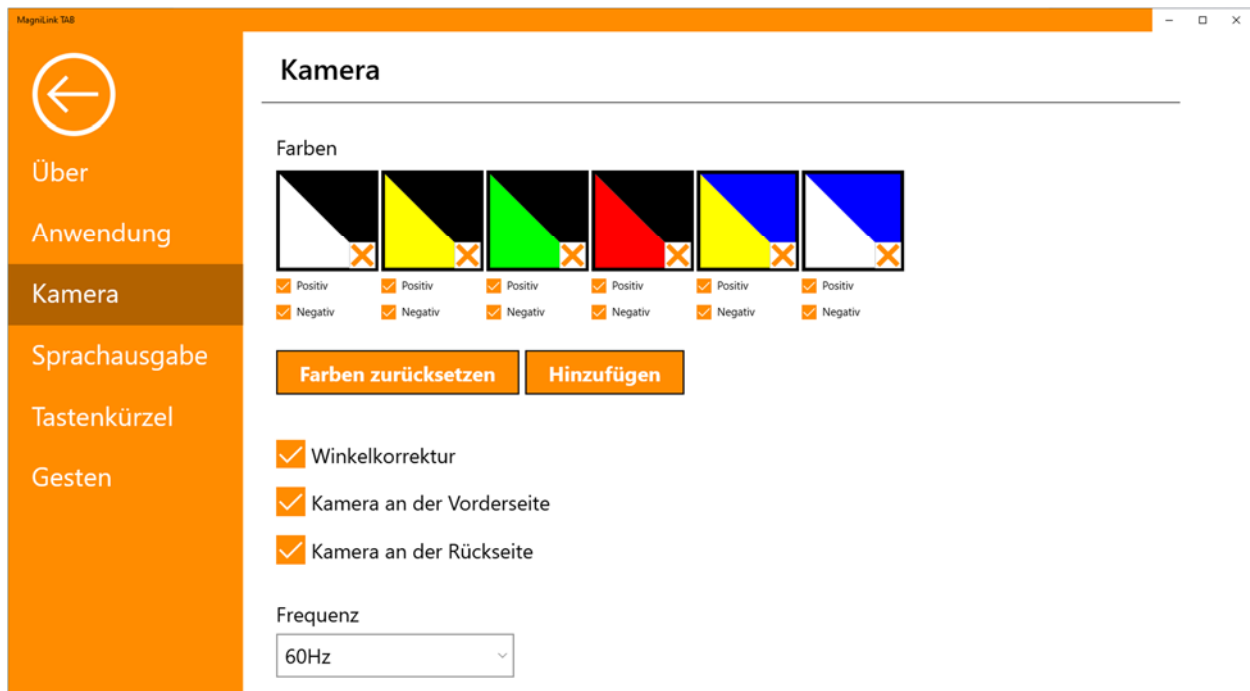 MagniLink TAB
Kamera
Über
Anwendung
Kamera
Sprachausgabe
Tastenkürzel
Gesten
Farben
Positiv Positiv Positiv Positiv Positiv Positiv
Negativ Negativ Negativ Negativ Negativ Negativ
Farben zurücksetzen Hinzufügen
Winkelkorrektur
Kamera an der Vorderseite
Kamera an der Rückseite
Frequenz
60Hz